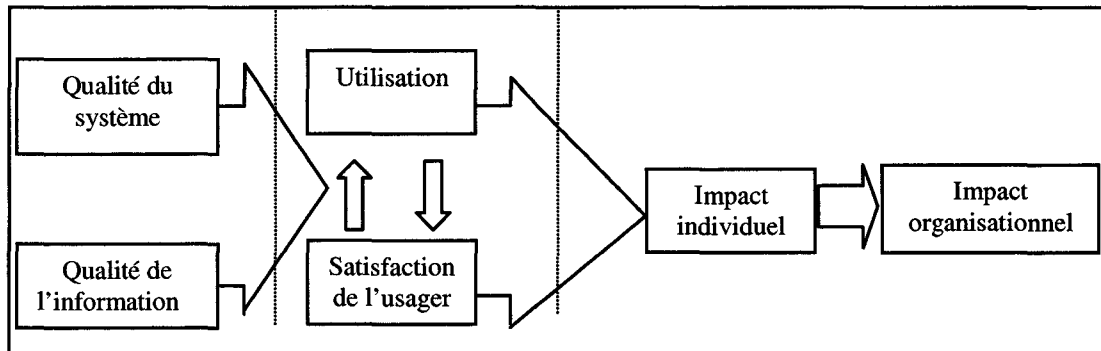 Qualité du
système
Utilisation
Qualité de
l'information
Satisfaction
de l'usager
Impact
individuel
Impact
organisationnel